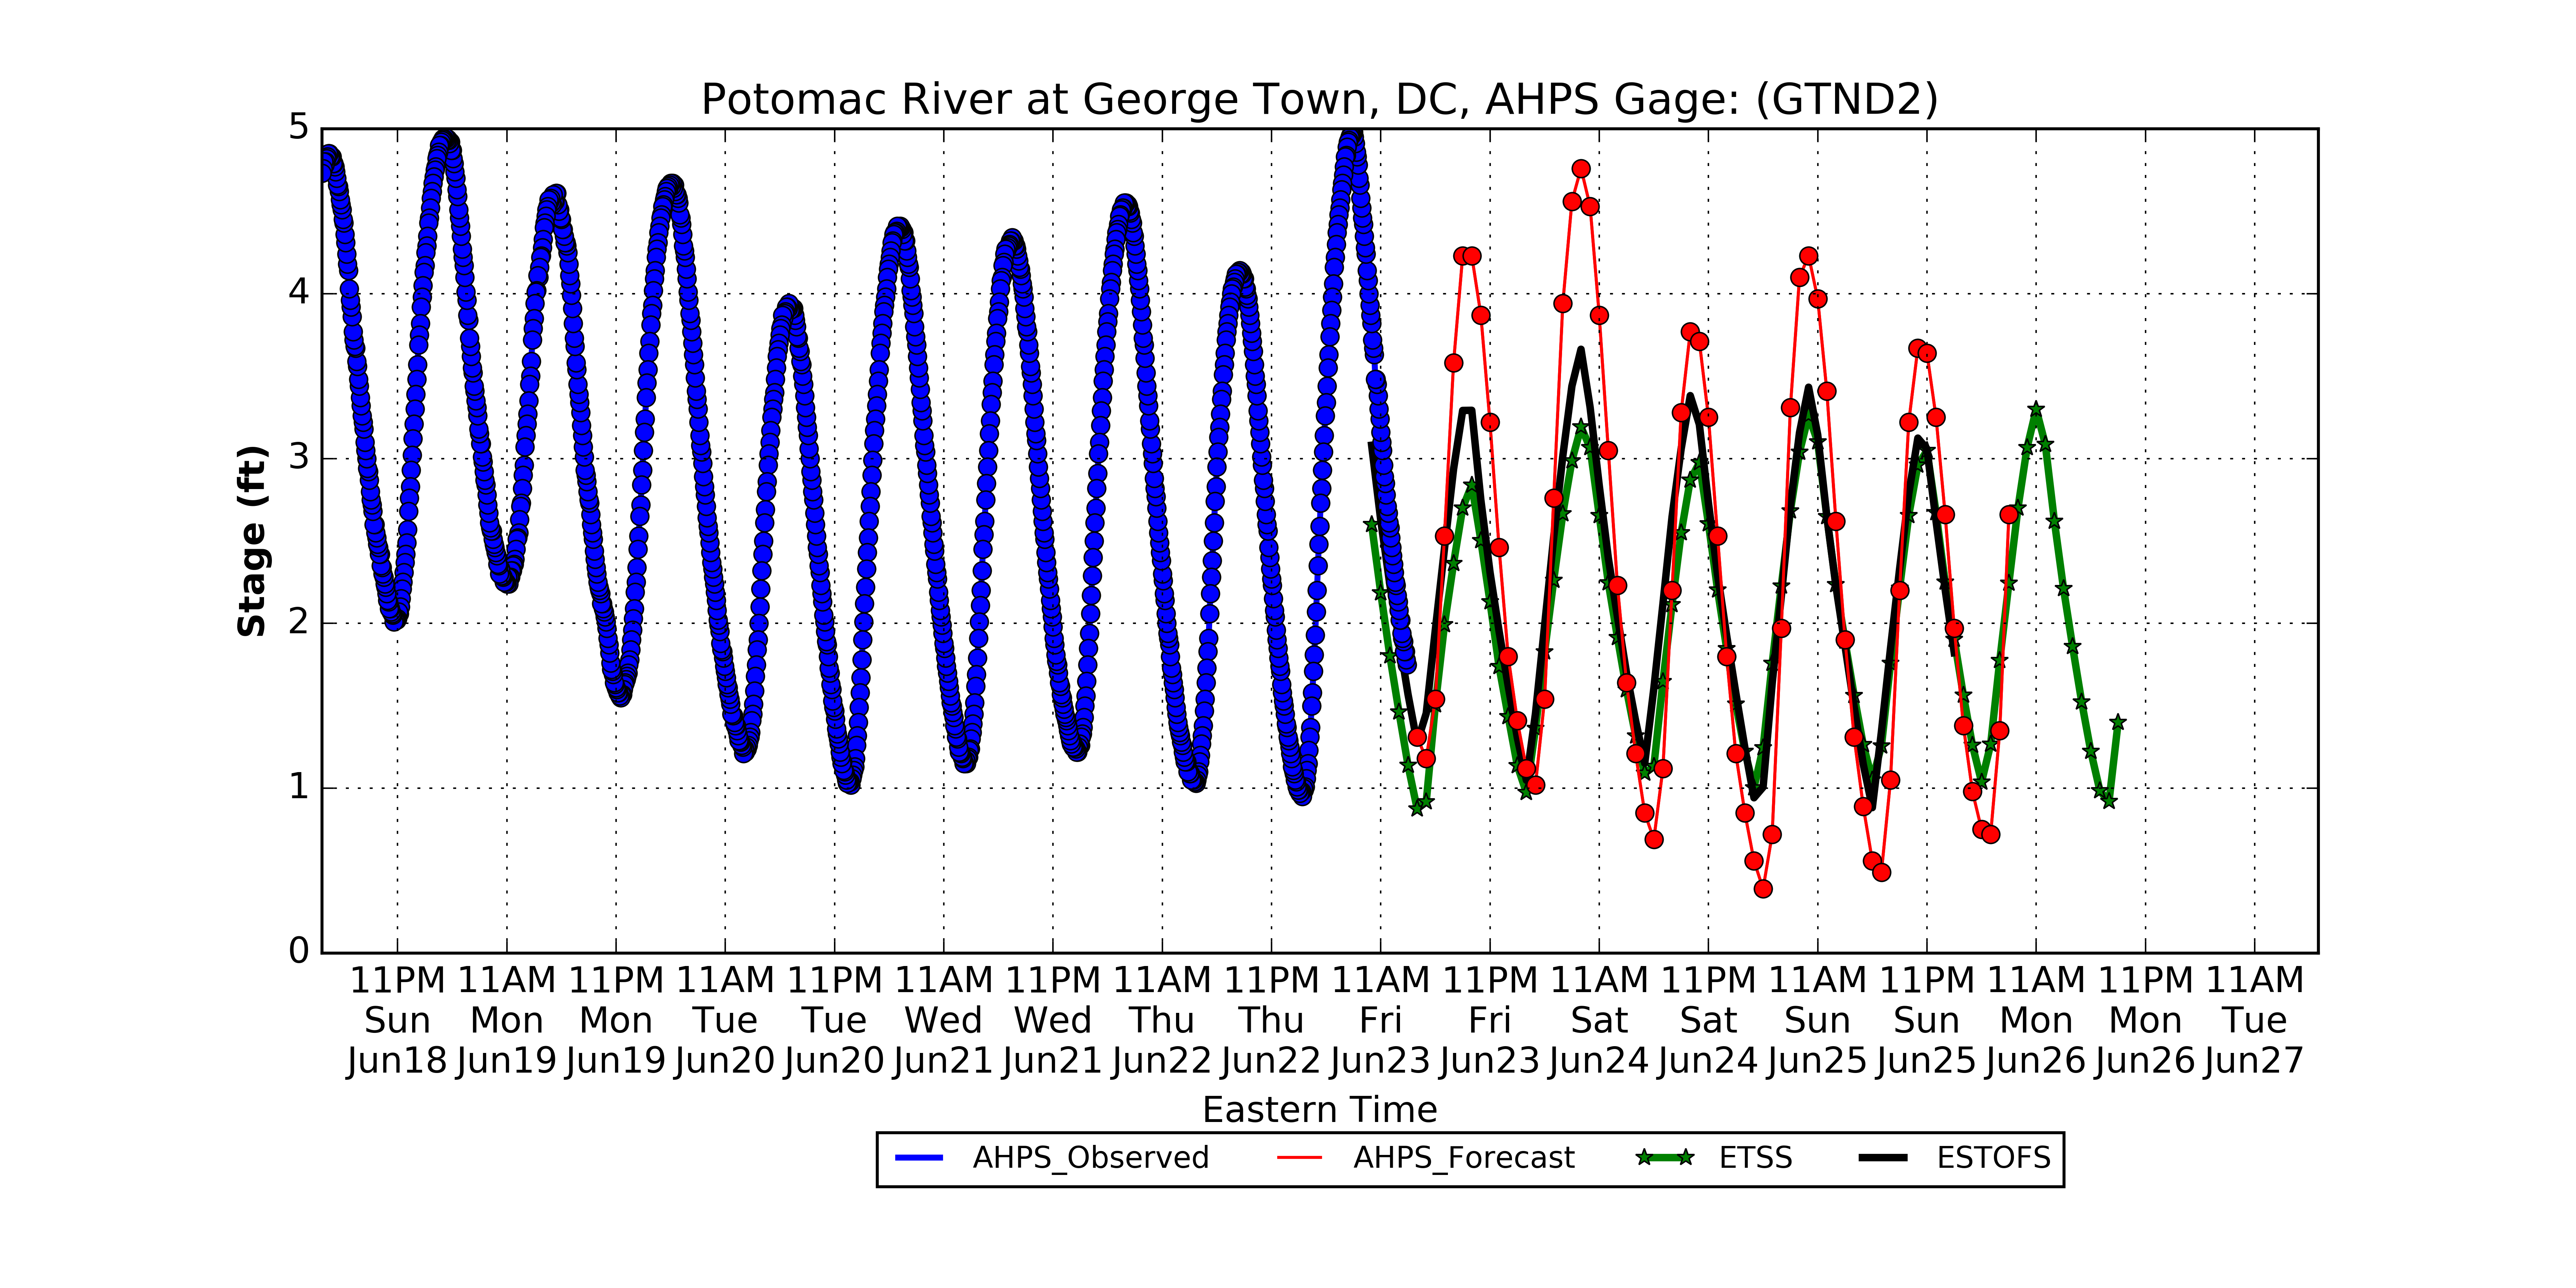 Potomac River at George Town, DC, AHPS Gage: (GTND2)
Stage (ft)
5
4
3
2
1
0
11PM 11AM 11PM 11AM 11PM 11AM 11PM 11AM 11PM 11AM 11PM 11AM 11PM 11AM 11PM 11AM 11PM 11AM
Sun Mon Mon Tue Tue Wed Wed Thu Thu Fri Fri Sat Sat Sun Sun Mon Mon Tue
Jun18 Jun19 Jun19 Jun20 Jun20 Jun21 Jun21 Jun22 Jun22 Jun23 Jun23 Jun24 Jun24 Jun25 Jun25 Jun26 Jun26 Jun27
Eastern Time
AHPS_Observed AHPS_Forecast ETSS ESTOFS